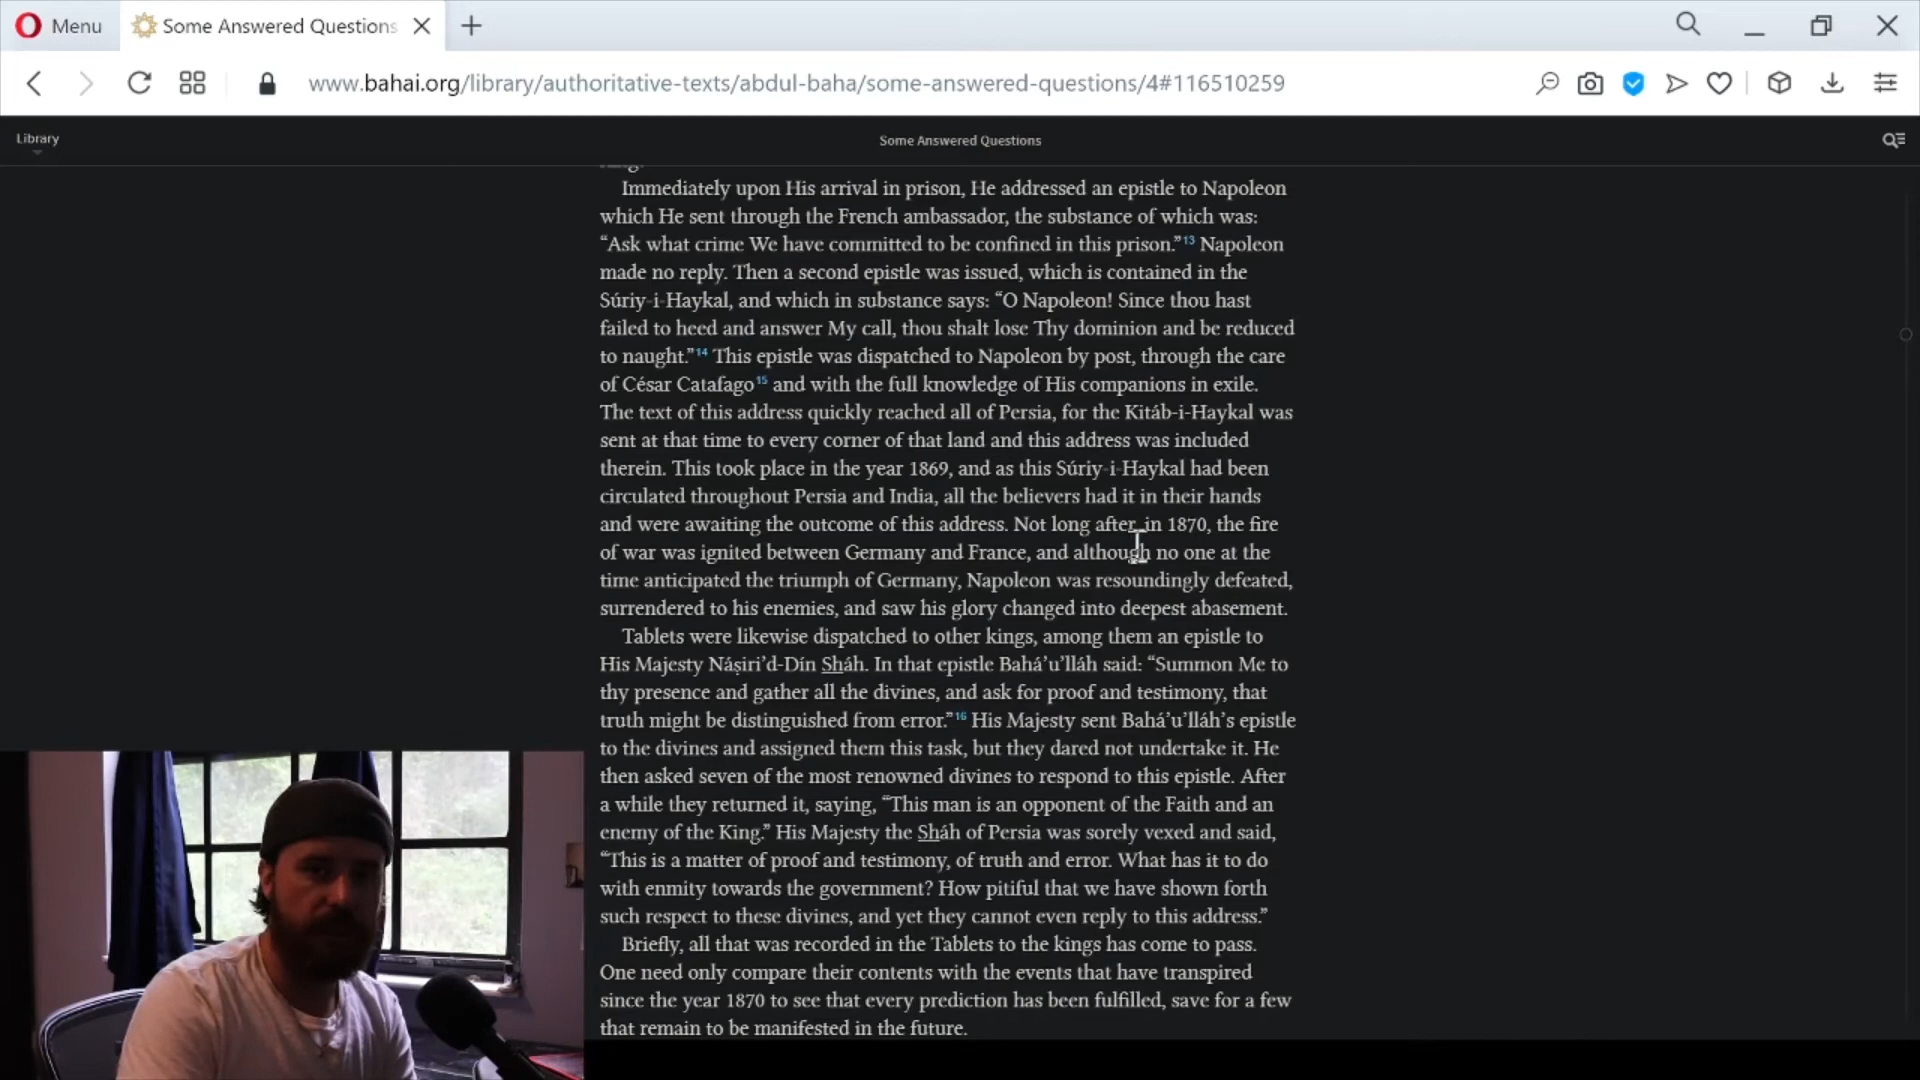 Menu
Some Answered Questions
www.bahai.org/library/authoritative-texts/abdul-baha/some-answered-questions/4#116510259
Library
Some Answered Questions
Immediately upon His arrival in prison, He addressed an epistle to Napoleon
which He sent through the French ambassador, the substance of which was:
“Ask what crime We have committed to be confined in this prison.”13 Napoleon
made no reply. Then a second epistle was issued, which is contained in the
Súriy-i-Haykal, and which in substance says: “O Napoleon! Since thou hast
failed to heed and answer My call, thou shalt lose Thy dominion and be reduced
to naught.”14 This epistle was dispatched to Napoleon by post, through the care
of César Catafago15 and with the full knowledge of His companions in exile.
The text of this address quickly reached all of Persia, for the Kitáb-i-Haykal was
sent at that time to every corner of that land and this address was included
therein. This took place in the year 1869, and as this Súriy-i-Haykal had been
circulated throughout Persia and India, all the believers had it in their hands
and were awaiting the outcome of this address. Not long after, in 1870, the fire
of war was ignited between Germany and France, and although no one at the
time anticipated the triumph of Germany, Napoleon was resoundingly defeated,
surrendered to his enemies, and saw his glory changed into deepest abasement.
Tablets were likewise dispatched to other kings, among them an epistle to
His Majesty Náṣiri’d-Dín Sháh. In that epistle Bahá’u’lláh said: “Summon Me to
thy presence and gather all the divines, and ask for proof and testimony, that
truth might be distinguished from error.”16 His Majesty sent Bahá’u’lláh’s epistle
to the divines and assigned them this task, but they dared not undertake it. He
then asked seven of the most renowned divines to respond to this epistle. After
a while they returned it, saying, “This man is an opponent of the Faith and an
enemy of the King.” His Majesty the Sháh of Persia was sorely vexed and said,
“This is a matter of proof and testimony, of truth and error. What has it to do
with enmity towards the government? How pitiful that we have shown forth
such respect to these divines, and yet they cannot even reply to this address.”
Briefly, all that was recorded in the Tablets to the kings has come to pass.
One need only compare their contents with the events that have transpired
since the year 1870 to see that every prediction has been fulfilled, save for a few
that remain to be manifested in the future.